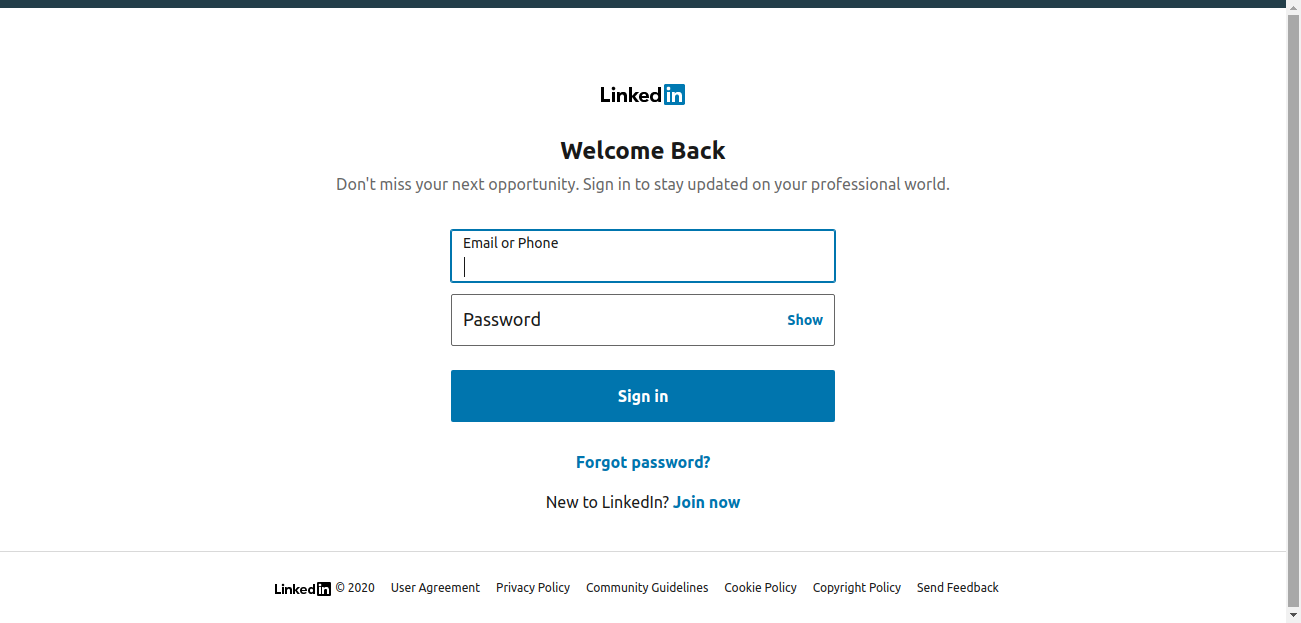 Linkedin
Welcome Back
Don't miss your next opportunity. Sign in to stay updated on your professional world.
Email or Phone
Password Show
Sign in
Forgot password?
New to LinkedIn? Join now
Linkedin © 2020 User Agreement Privacy Policy Community Guidelines Cookie Policy Copyright Policy Send Feedback